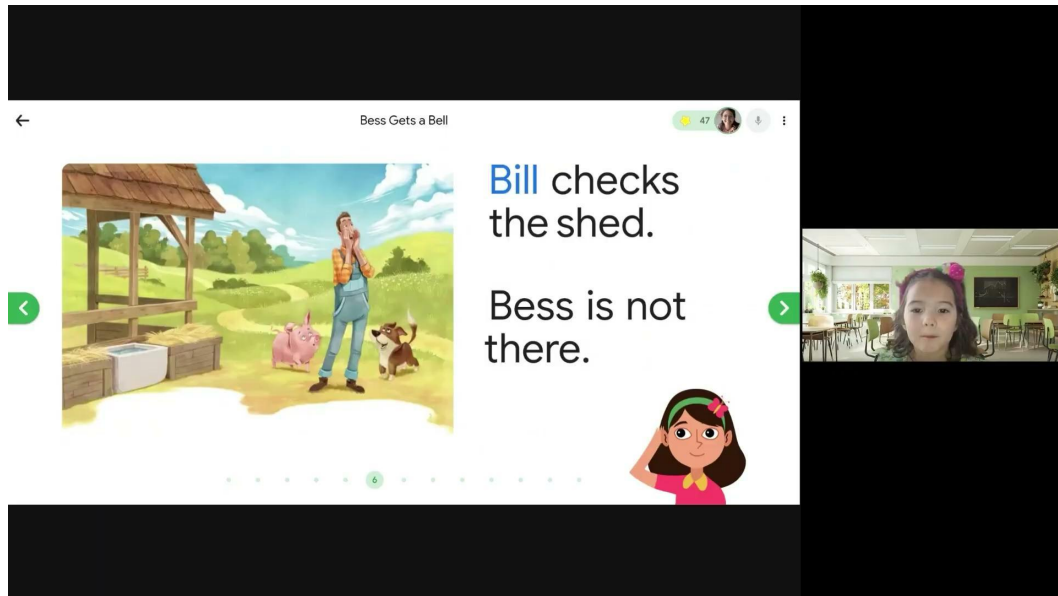 Bess Gets a Bell
47
Bill checks
the shed.
Bess is not
there.
6